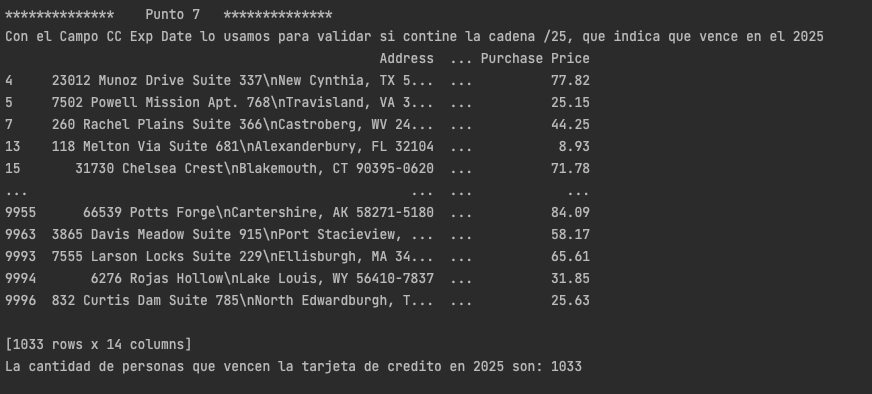 **************    Punto 7   **************
Con el Campo CC Exp Date lo usamos para validar si contine la cadena /25, que indica que vence en el 2025
                                                Address  ... Purchase Price
4     23012 Munoz Drive Suite 337\nNew Cynthia, TX 5...  ...          77.82
5     7502 Powell Mission Apt. 768\nTravisland, VA 3...  ...          25.15
7     260 Rachel Plains Suite 366\nCastroberg, WV 24...  ...          44.25
13    118 Melton Via Suite 681\nAlexanderbury, FL 32104  ...           8.93
15       31730 Chelsea Crest\nBlakemouth, CT 90395-0620  ...          71.78
...                                                 ...  ...            ...
9955      66539 Potts Forge\nCartershire, AK 58271-5180  ...          84.09
9963  3865 Davis Meadow Suite 915\nPort Stacieview, ...  ...          58.17
9993  7555 Larson Locks Suite 229\nEllisburgh, MA 34...  ...          65.61
9994       6276 Rojas Hollow\nLake Louis, WY 56410-7837  ...          31.85
9996  832 Curtis Dam Suite 785\nNorth Edwardburgh, T...  ...          25.63
[1033 rows x 14 columns]
La cantidad de personas que vencen la tarjeta de credito en 2025 son: 1033